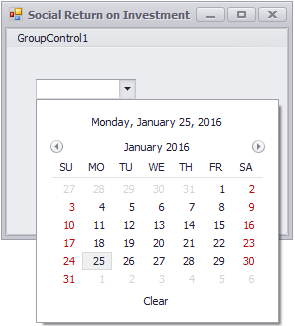 Social Return on Investment
GroupControl1
Monday, January 25, 2016
January 2016
SU MO TU WE TH FR SA
27 28 29 30 31 1 2
3 4 5 6 7 8 9
10 11 12 13 14 15 16
17 18 19 20 21 22 23
24 25 26 27 28 29 30
31 1 2 3 4 5 6
Clear